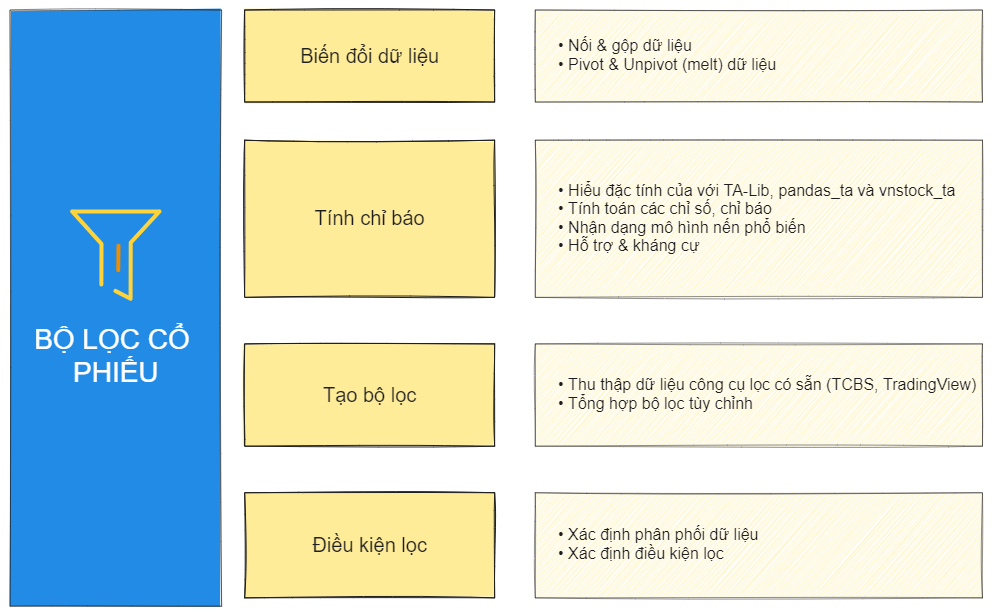 BỘ LỌC CỔ
PHIẾU
Biến đổi dữ liệu
• Nối & gộp dữ liệu
• Pivot & Unpivot (melt) dữ liệu
Tính chỉ báo
• Hiểu đặc tính của với TA-Lib, pandas_ta và vnstock_ta
• Tính toán các chỉ số, chỉ báo
• Nhận dạng mô hình nến phổ biến
• Hỗ trợ & kháng cự
Tạo bộ lọc
• Thu thập dữ liệu công cụ lọc có sẵn (TCBS, TradingView)
• Tổng hợp bộ lọc tùy chỉnh
Điều kiện lọc
• Xác định phân phối dữ liệu
• Xác định điều kiện lọc